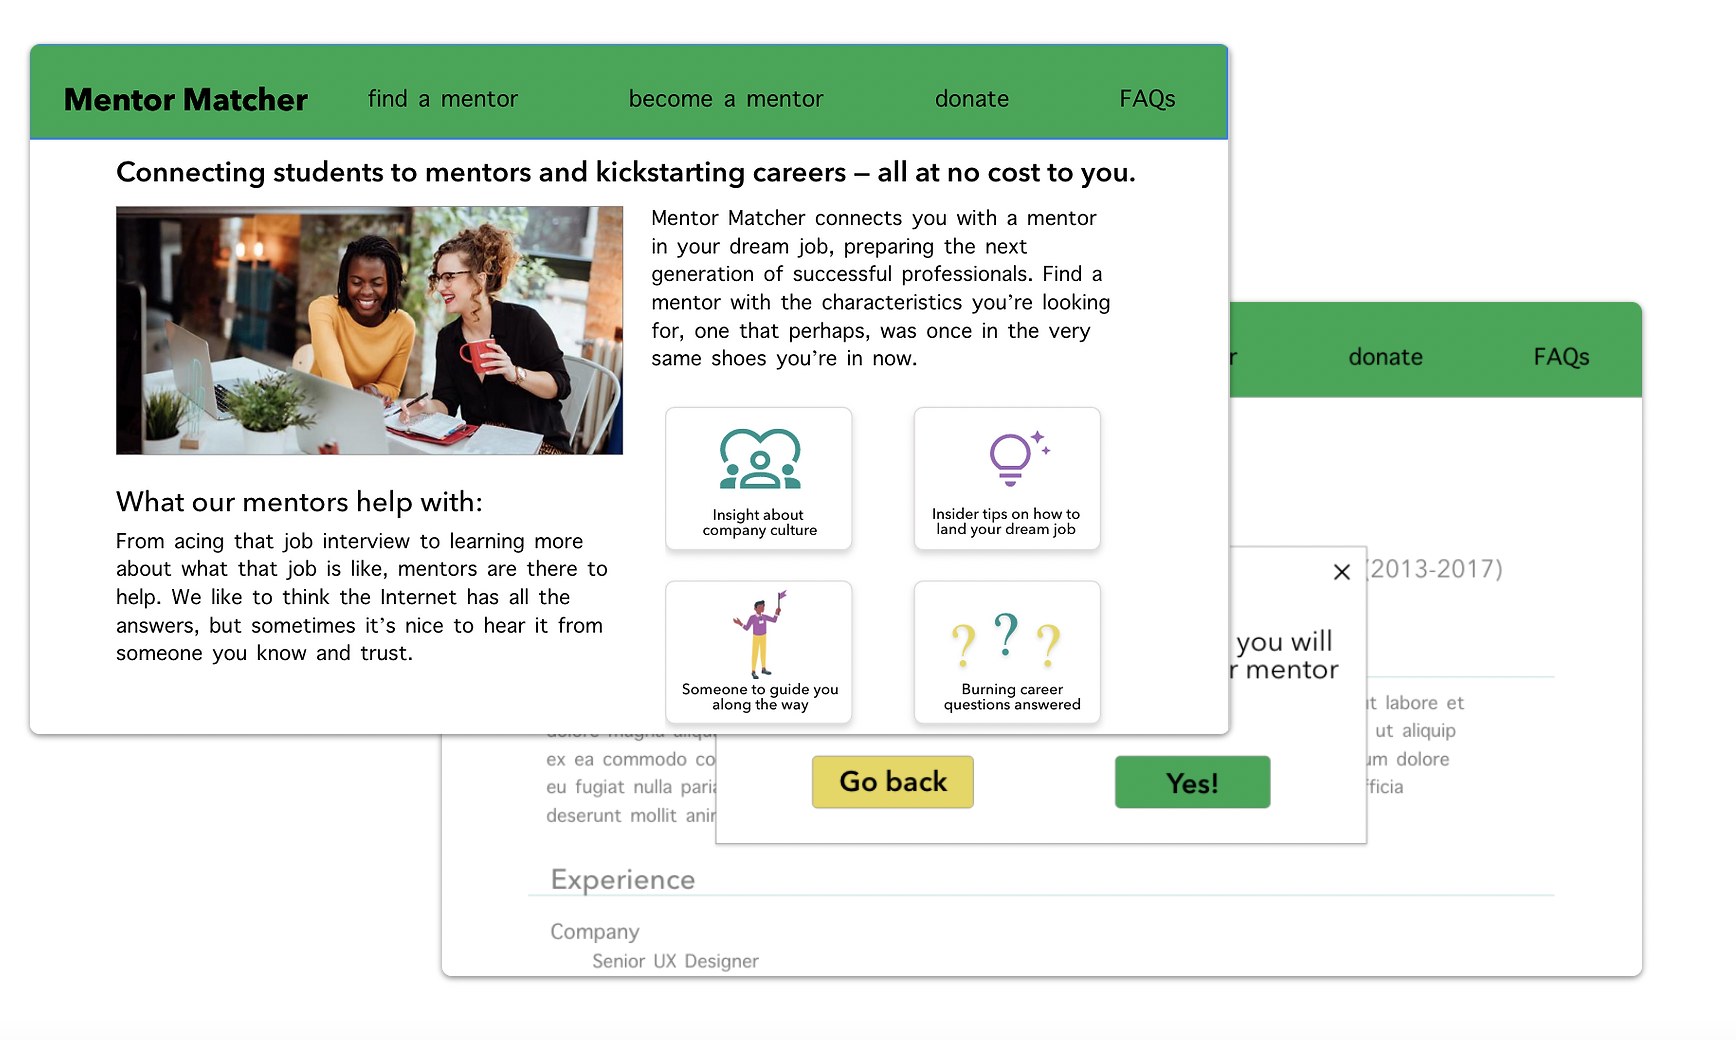 Mentor Matcher find a mentor become a mentor donate FAQs
Connecting students to mentors and kickstarting careers – all at no cost to you.
Mentor Matcher connects you with a mentor
in your dream job, preparing the next
generation of successful professionals. Find a
mentor with the characteristics you’re looking
for, one that perhaps, was once in the very
same shoes you’re in now.
What our mentors help with:
From acing that job interview to learning more
about what that job is like, mentors are there to
help. We like to think the Internet has all the
answers, but sometimes it’s nice to hear it from
someone you know and trust.
Insight about
company culture
Insider tips on how to
land your dream job
Someone to guide you
along the way
? ? ?
Burning career
questions answered
donate FAQs
(2013-2017)
you will
mentor
labore et
ut aliquip
dolore
dolore magna
ex ea commodo
eu fugiat nulla
deserunt mollit
Go back
Yes!
Experience
Company
Senior UX Designer